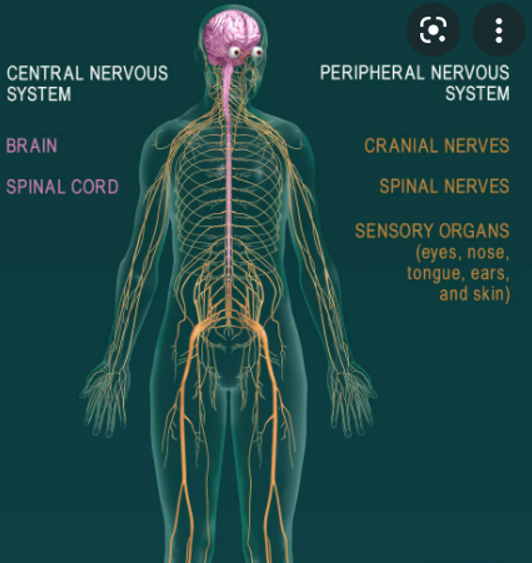 CENTRAL NERVOUS
SYSTEM
BRAIN
SPINAL CORD
PERIPHERAL NERVOUS
SYSTEM
CRANIAL NERVES
SPINAL NERVES
SENSORY ORGANS
(eyes, nose,
tongue, ears,
and skin)